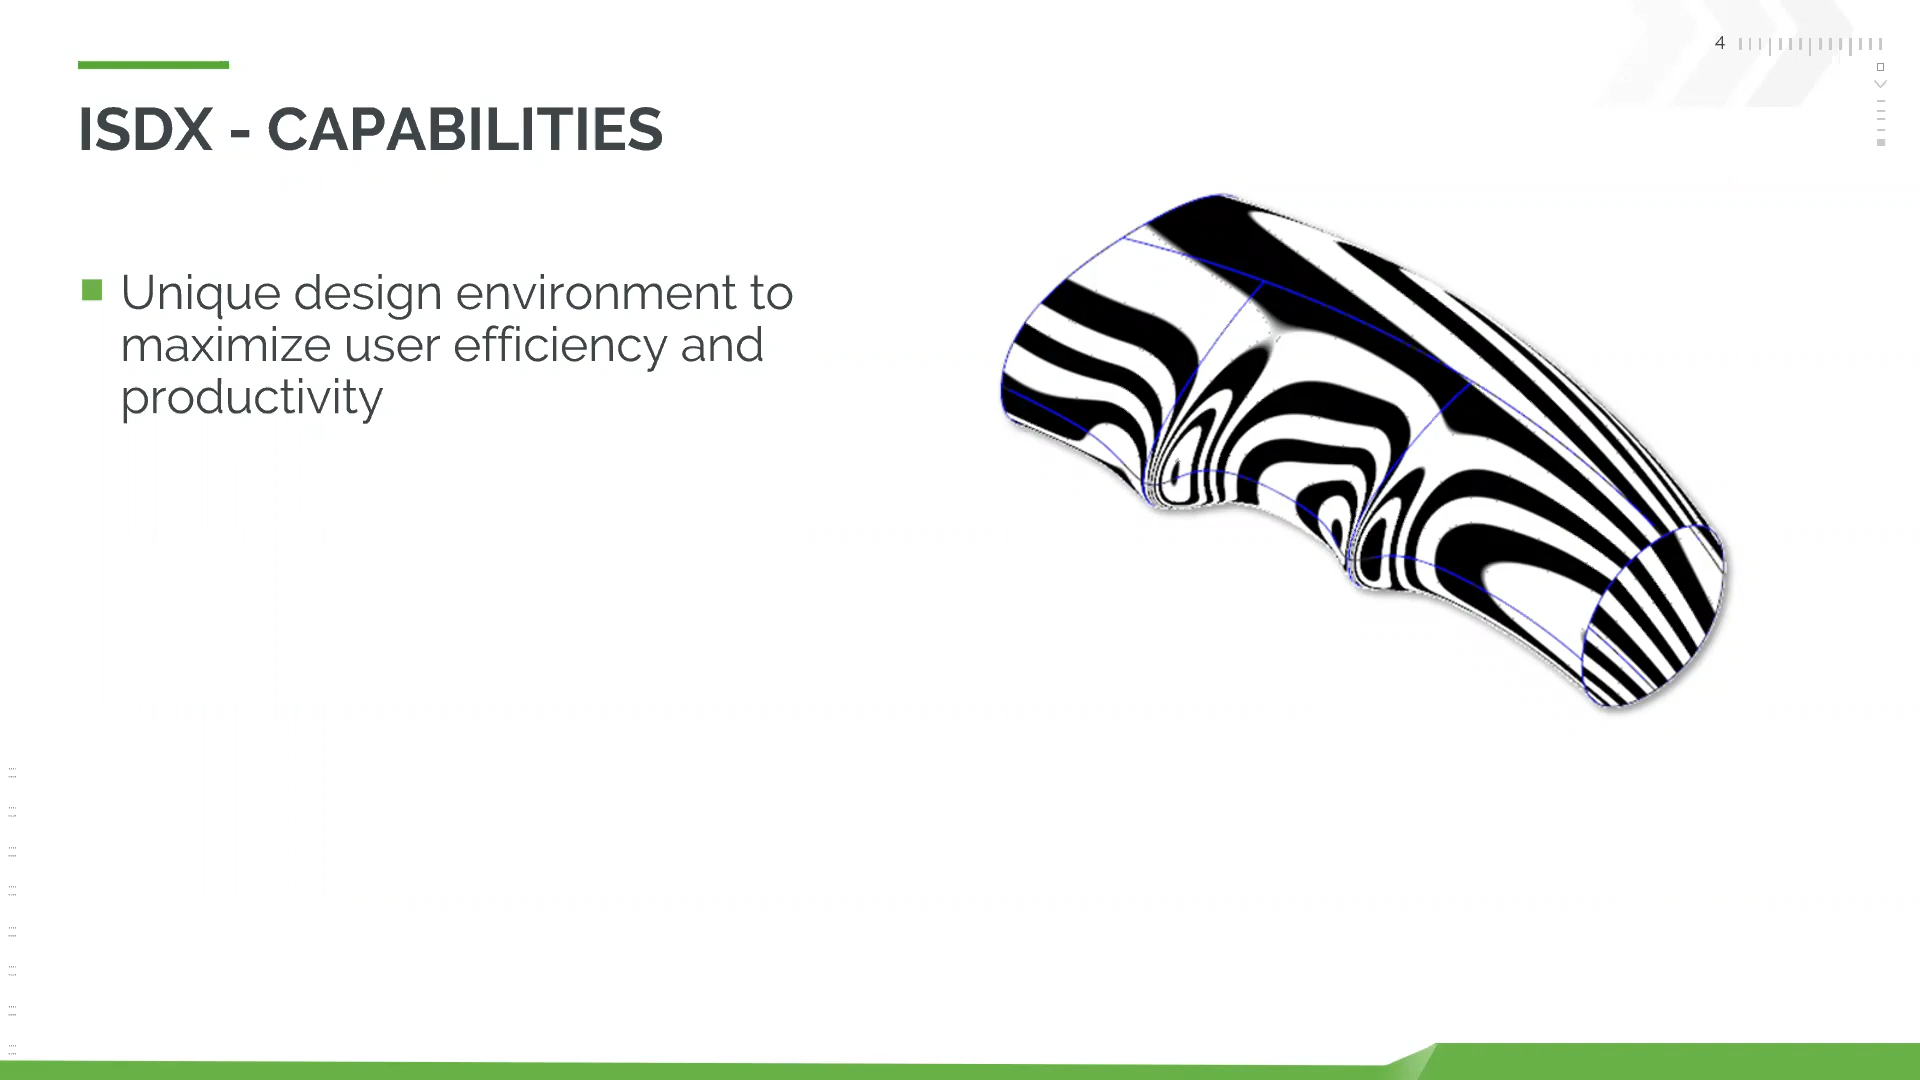 4
ISDX - CAPABILITIES
Unique design environment to
maximize user efficiency and
productivity